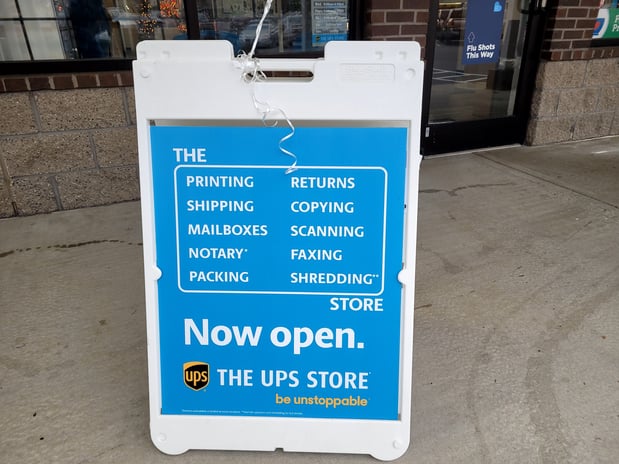 Flu Shots
This Way
THE
PRINTING RETURNS
SHIPPING COPYING
MAILBOXES SCANNING
NOTARY* FAXING
PACKING SHREDDING**
STORE
Now open.
ups THE UPS STORE
be unstoppable